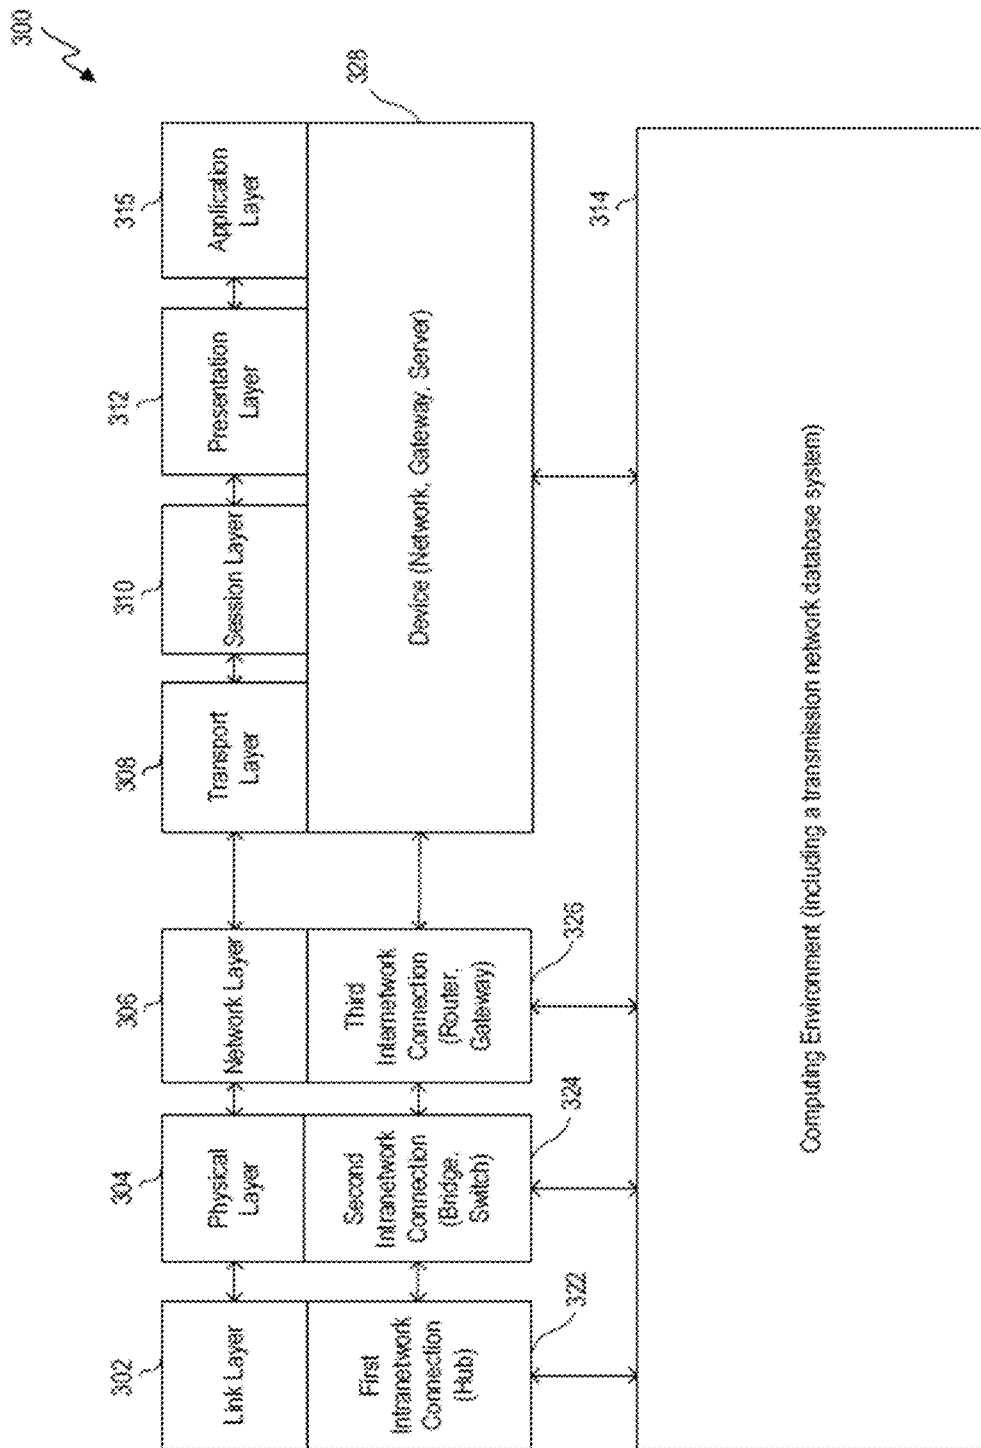 300
302
304
306
308
310
312
315
Link Layer
Physical
Layer
Network Layer
Transport
Layer
Session Layer
Presentation
Layer
Application
Layer
First
Intranetwork
Connection
(Hub)
Second
Intranetwork
Connection
(Bridge,
Switch)
Third
Internetwork
Connection
(Router,
Gateway)
Device (Network, Gateway, Server)
328
322
324
326
314
Computing Environment (including a transmission network database system)